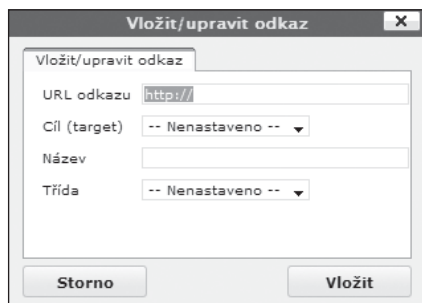 Vložit/upravit odkaz
Vložit/upravit odkaz
URL odkazu http://
Cíl (target) -- Nenastaveno --
Název
Třída -- Nenastaveno --
Storno Vložit